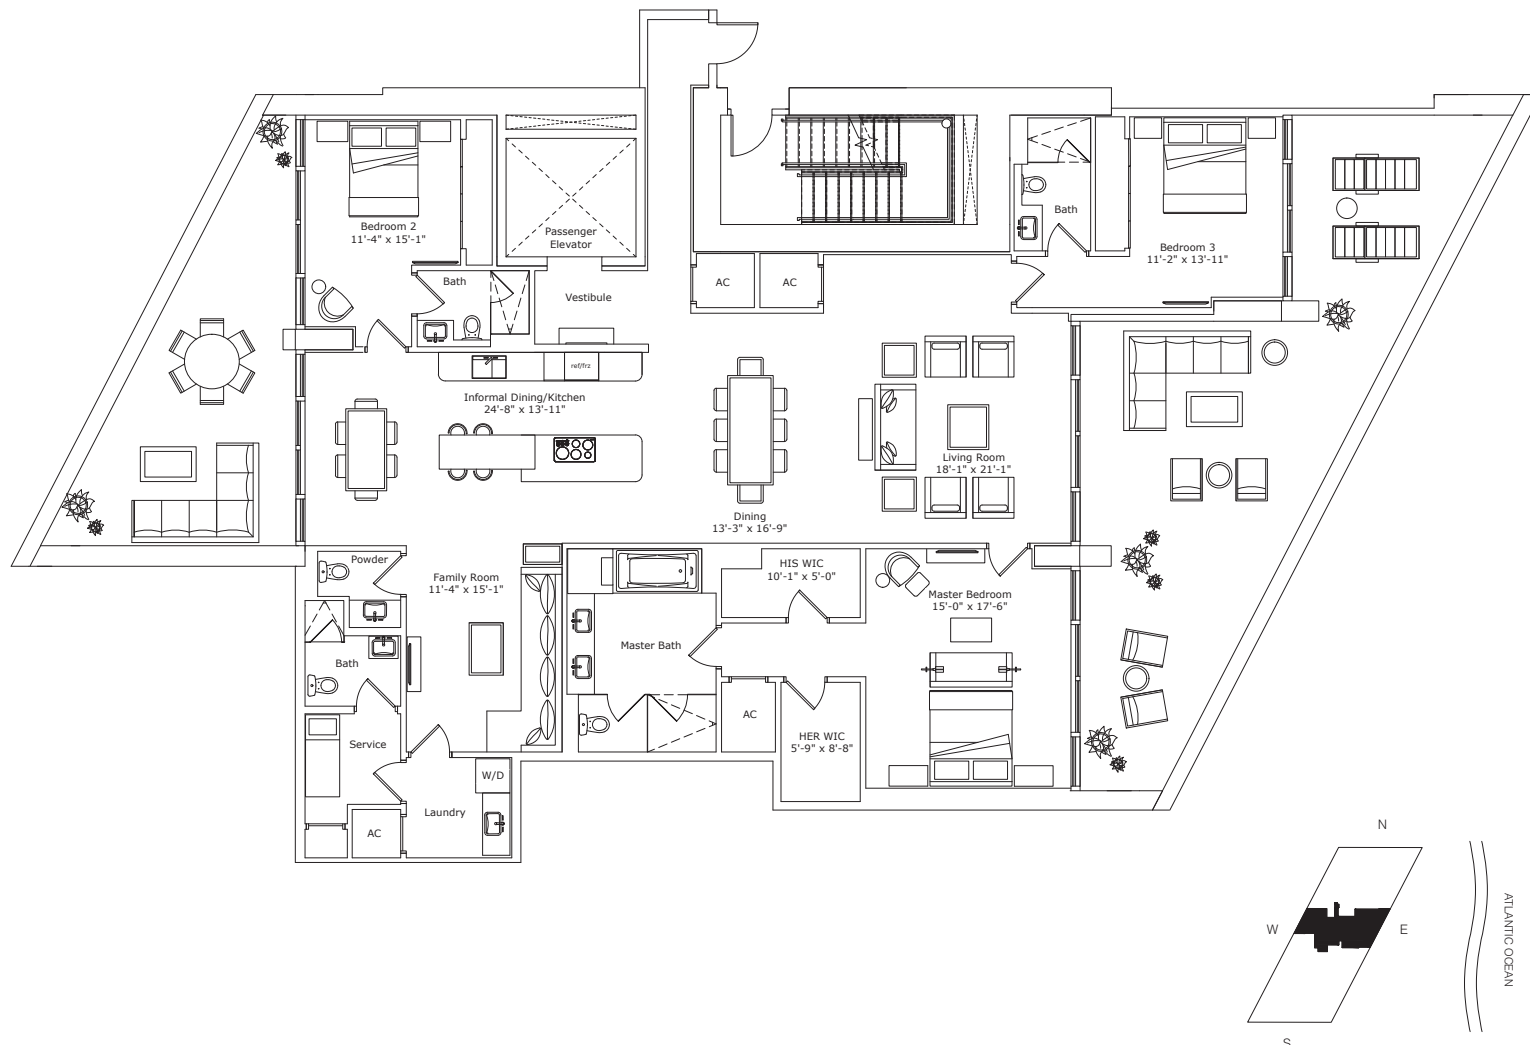 Bedroom 2
11'-4" x 15'-1"
Passenger
Elevator
Bath
Bedroom 3
11'-2" x 13'-11"
Bath
Vestibule
AC
AC
ref/frz
Informal Dining/Kitchen
24'-8" x 13'-11"
Living Room
18'-1" x 21'-1"
Dining
13'-3" x 16'-9"
Powder
Family Room
11'-4" x 15'-1"
HIS WIC
10'-1" x 5'-0"
Master Bedroom
15'-0" x 17'-6"
Master Bath
Bath
AC
HER WIC
5'-9" x 8'-8"
Service
W/D
Laundry
AC
N
W
E
S
ATLANTIC OCEAN